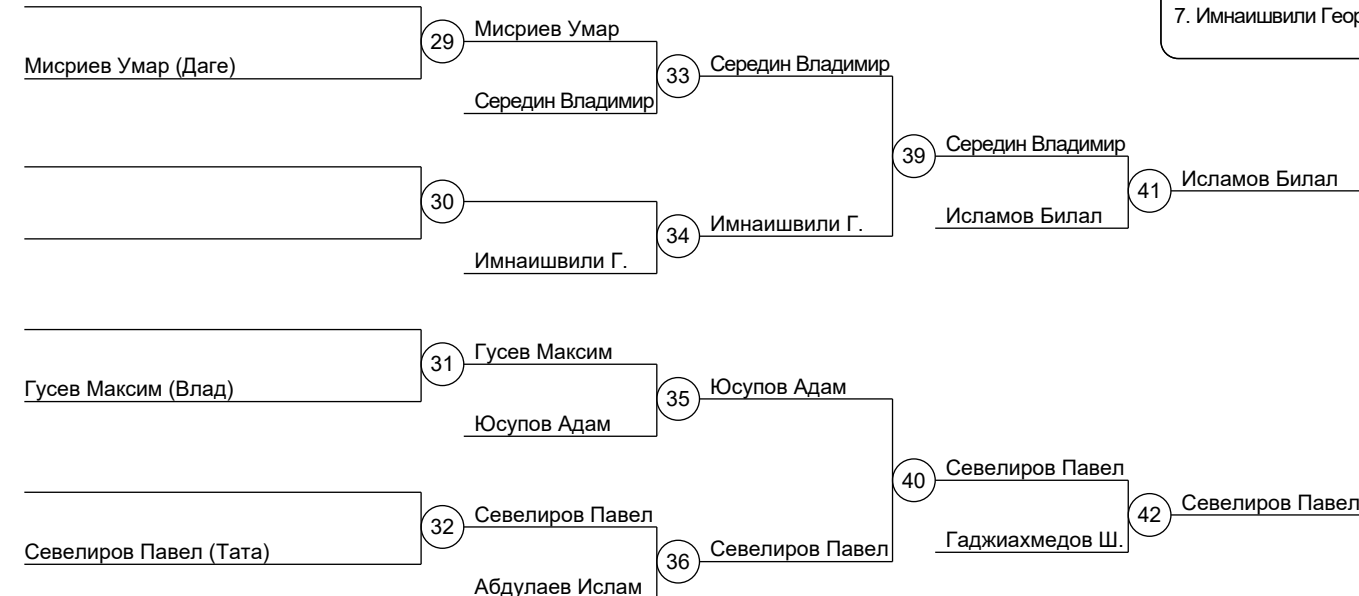 7. Имнаишвили Геор
29
Мисриев Умар
Мисриев Умар (Даге)
33
Середин Владимир
Середин Владимир
39
Середин Владимир
41
Исламов Билал
30
Имнаишвили Г.
Исламов Билал
34
Имнаишвили Г.
31
Гусев Максим
Гусев Максим (Влад)
35
Юсупов Адам
Юсупов Адам
40
Севелиров Павел
32
Севелиров Павел
42
Севелиров Павел
Севелиров Павел (Тата)
36
Севелиров Павел
Гаджиахмедов Ш.
Абдулаев Ислам